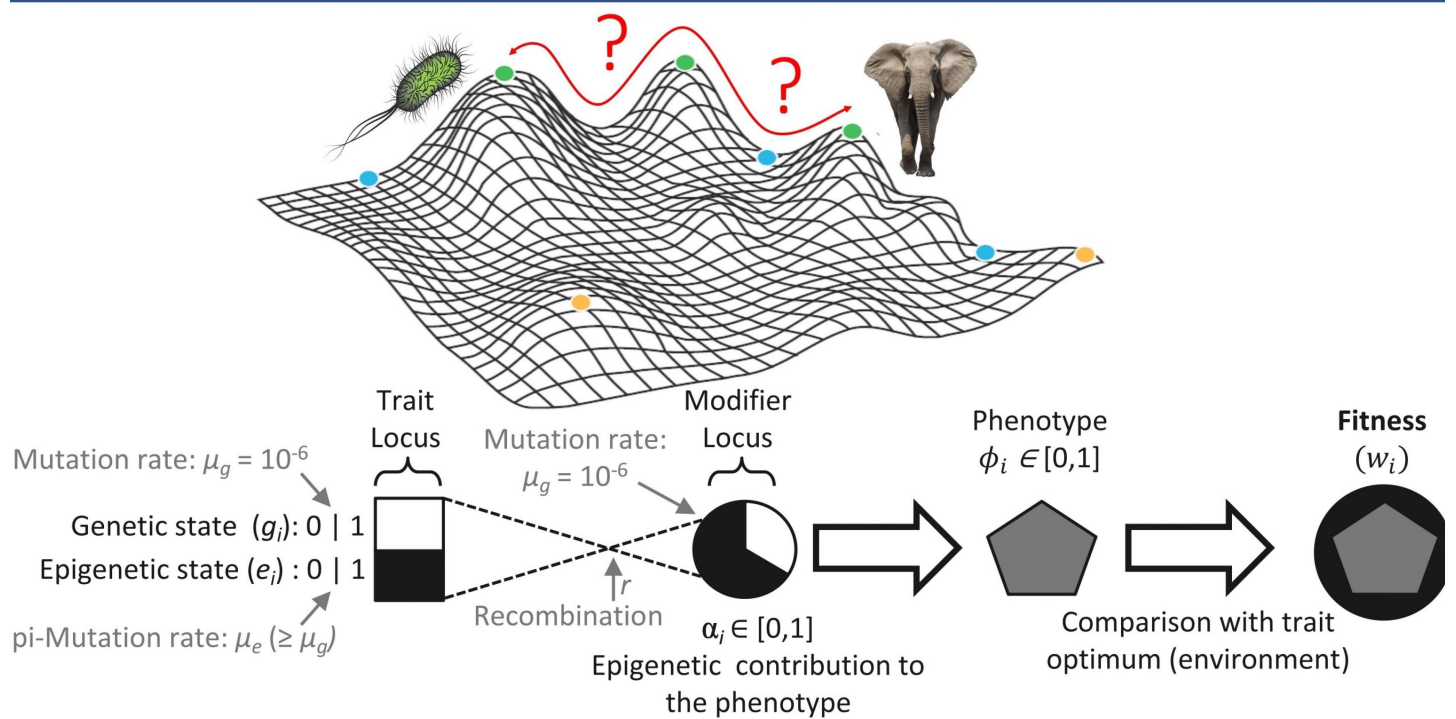 ?
?
Trait
Locus
Modifier
Locus
Mutation rate: μg = 10-6
Mutation rate:
μg = 10-6
Phenotype
ϕi ∈ [0,1]
Fitness
(wi)
Genetic state (gi): 0 | 1
Epigenetic state (ei) : 0 | 1
pi-Mutation rate: μe (≥ μg)
r
Recombination
αi ∈ [0,1]
Epigenetic contribution to
the phenotype
Comparison with trait
optimum (environment)